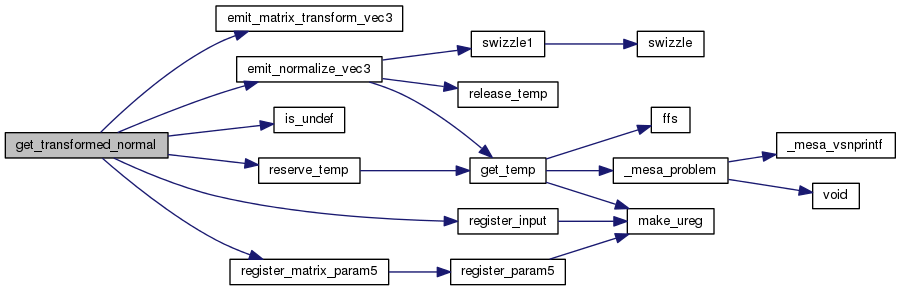 emit_matrix_transform_vec3
emit_normalize_vec3
swizzle1
swizzle
release_temp
is_undef
ffs
get_transformed_normal
_mesa_vsnprintf
reserve_temp
get_temp
_mesa_problem
void
register_input
make_ureg
register_matrix_param5
register_param5